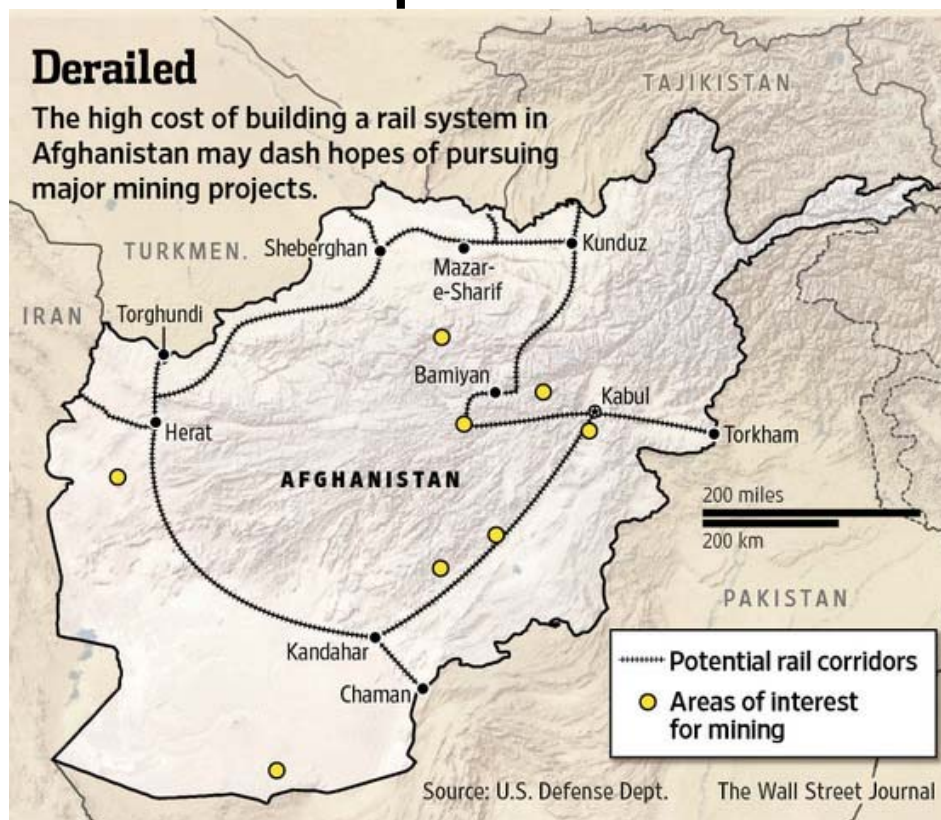 Derailed
The high cost of building a rail system in
Afghanistan may dash hopes of pursuing
major mining projects.
TAJIKISTAN
TURKMEN.
Sheberghan
Kunduz
Mazar-
e-Sharif
IRAN
Torghundi
Bamiyan
Kabul
Herat
Torkham
AFGHANISTAN
200 miles
200 km
PAKISTAN
Kandahar
Chaman
Potential rail corridors
Areas of interest
for mining
Source: U.S. Defense Dept.
The Wall Street Journal